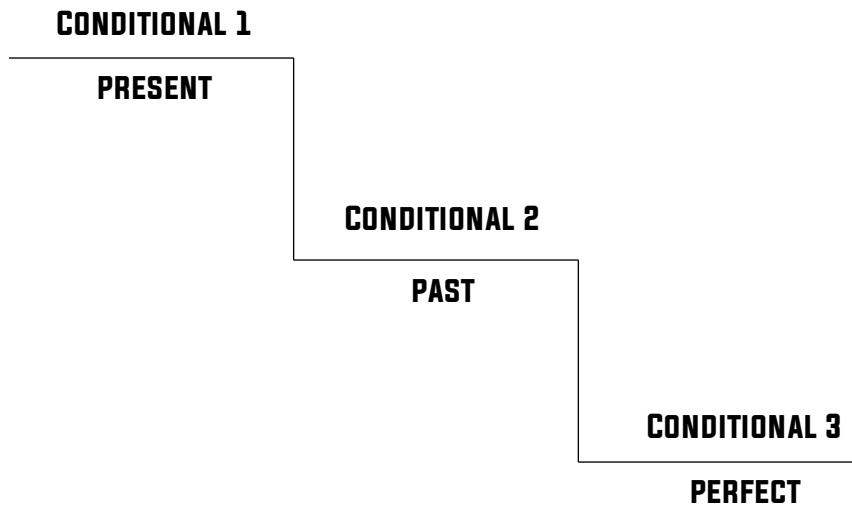 Conditional 1
present
Conditional 2
past
Conditional 3
perfect